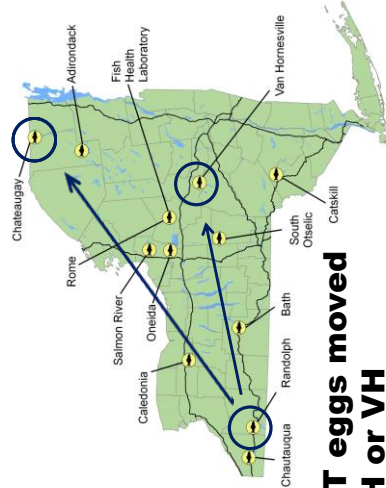 Chateaugay
Adirondack
Fish
Health
Laboratory
Van Hornesville
Rome
Salmon River
Oneida
South
Otselic
Catskill
Caledonia
Bath
Randolph
Chautauqua
T eggs moved
H or VH